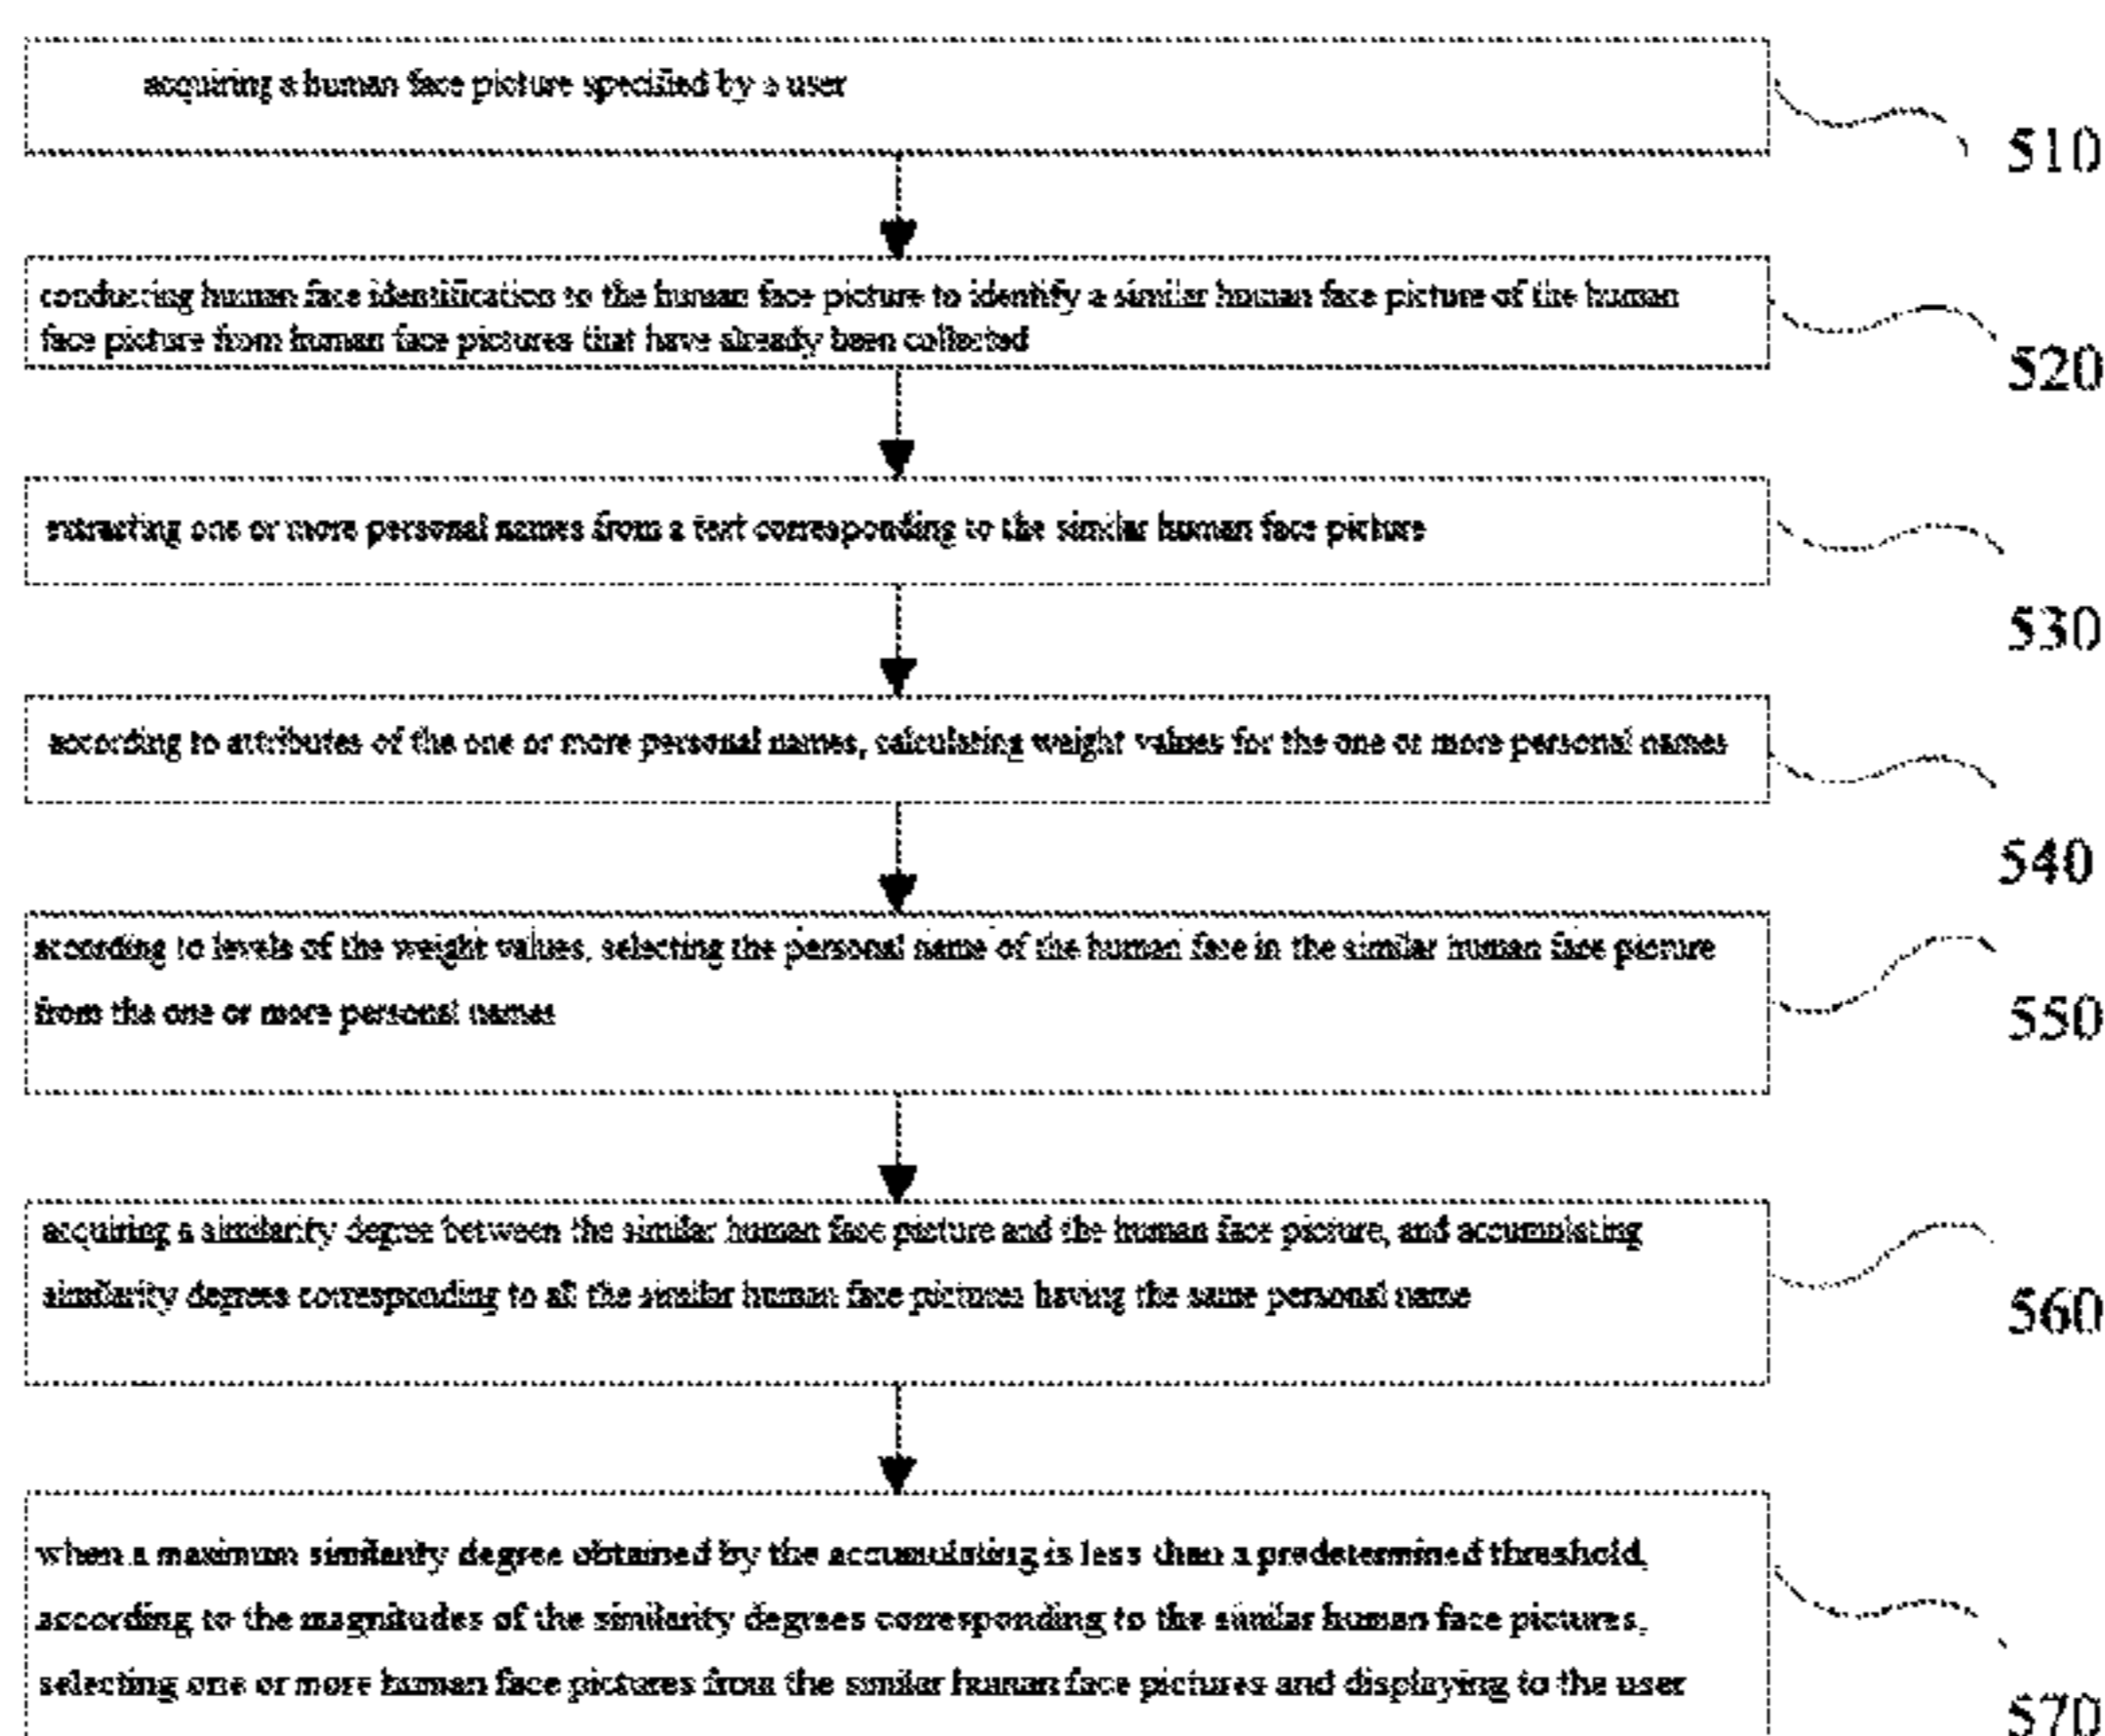 acquiring a human face picture specified by a user
510
conducting human face identification to the human face picture to identify a similar human face picture of the human
face picture from human face pictures that have already been collected
520
extracting one or more personal names from a text corresponding to the similar human face picture
530
according to attributes of the one or more personal names, calculating weight values for the one or more personal names
540
according to levels of the weight values, selecting the personal name of the human face in the similar human face picture
from the one or more personal names
550
acquiring a similarity degree between the similar human face picture and the human face picture, and accumulating
similarity degrees corresponding to all the similar human face pictures having the same personal name
560
when a maximum similarity degree obtained by the accumulating is less than a predetermined threshold,
according to the magnitudes of the similarity degrees corresponding to the similar human face pictures,
selecting one or more human face pictures from the similar human face pictures and displaying to the user
570